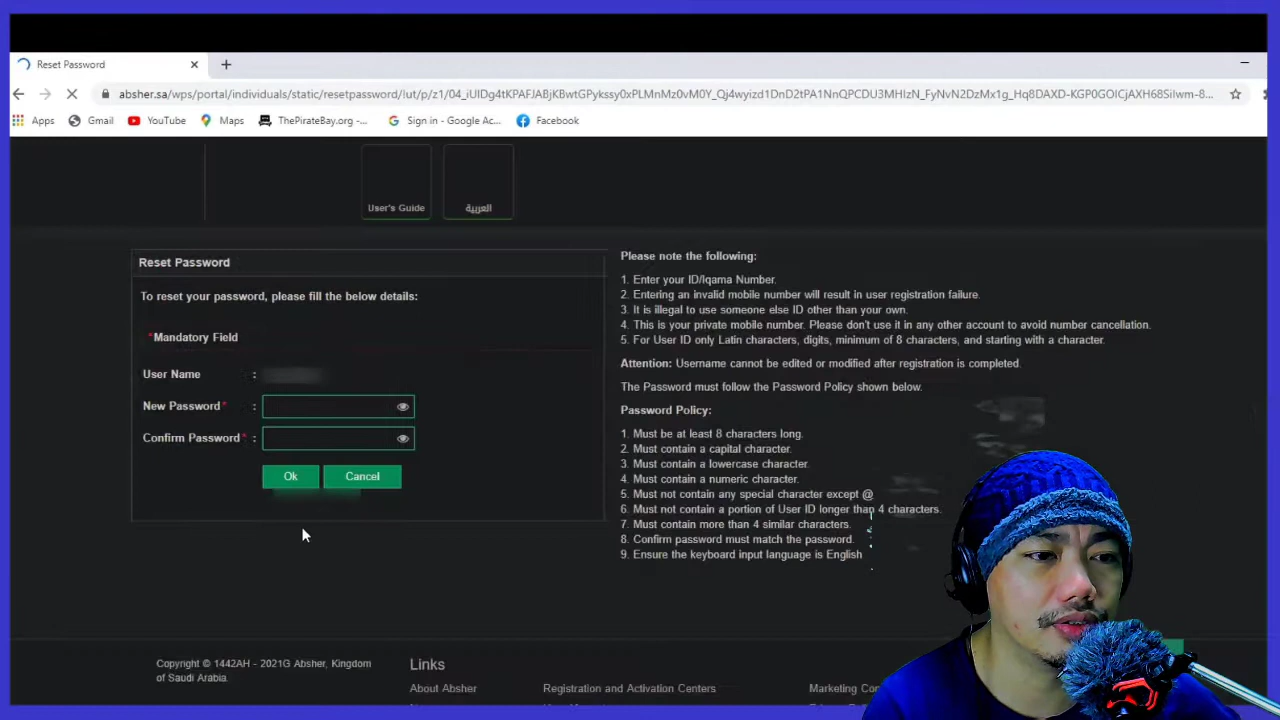 Reset Password
absher.sa/wps/portal/individuals/static/resetpassword/
Apps
Gmail
YouTube
Maps
ThePirateBay.org -...
Sign in - Google Ac...
Facebook
User's Guide
العربية
Reset Password
To reset your password, please fill the below details:
*Mandatory Field
User Name :
New Password* :
Confirm Password* :
Ok
Cancel
Please note the following:
1. Enter your ID/Iqama Number.
2. Entering an invalid mobile number will result in user registration failure.
3. It is illegal to use someone else ID other than your own.
4. This is your private mobile number. Please don't use it in any other account to avoid number cancellation.
5. For User ID only Latin characters, digits, minimum of 8 characters, and starting with a character.
Attention: Username cannot be edited or modified after registration is completed.
The Password must follow the Password Policy shown below.
Password Policy:
1. Must be at least 8 characters long.
2. Must contain a capital character.
3. Must contain a lowercase character.
4. Must contain a numeric character.
5. Must not contain any special character except @
6. Must not contain a portion of User ID longer than 4 characters.
7. Must contain more than 4 similar characters.
8. Confirm password must match the password.
9. Ensure the keyboard input language is English
Copyright © 1442AH - 2021G Absher, Kingdom
of Saudi Arabia.
Links
About Absher
Registration and Activation Centers
Marketing